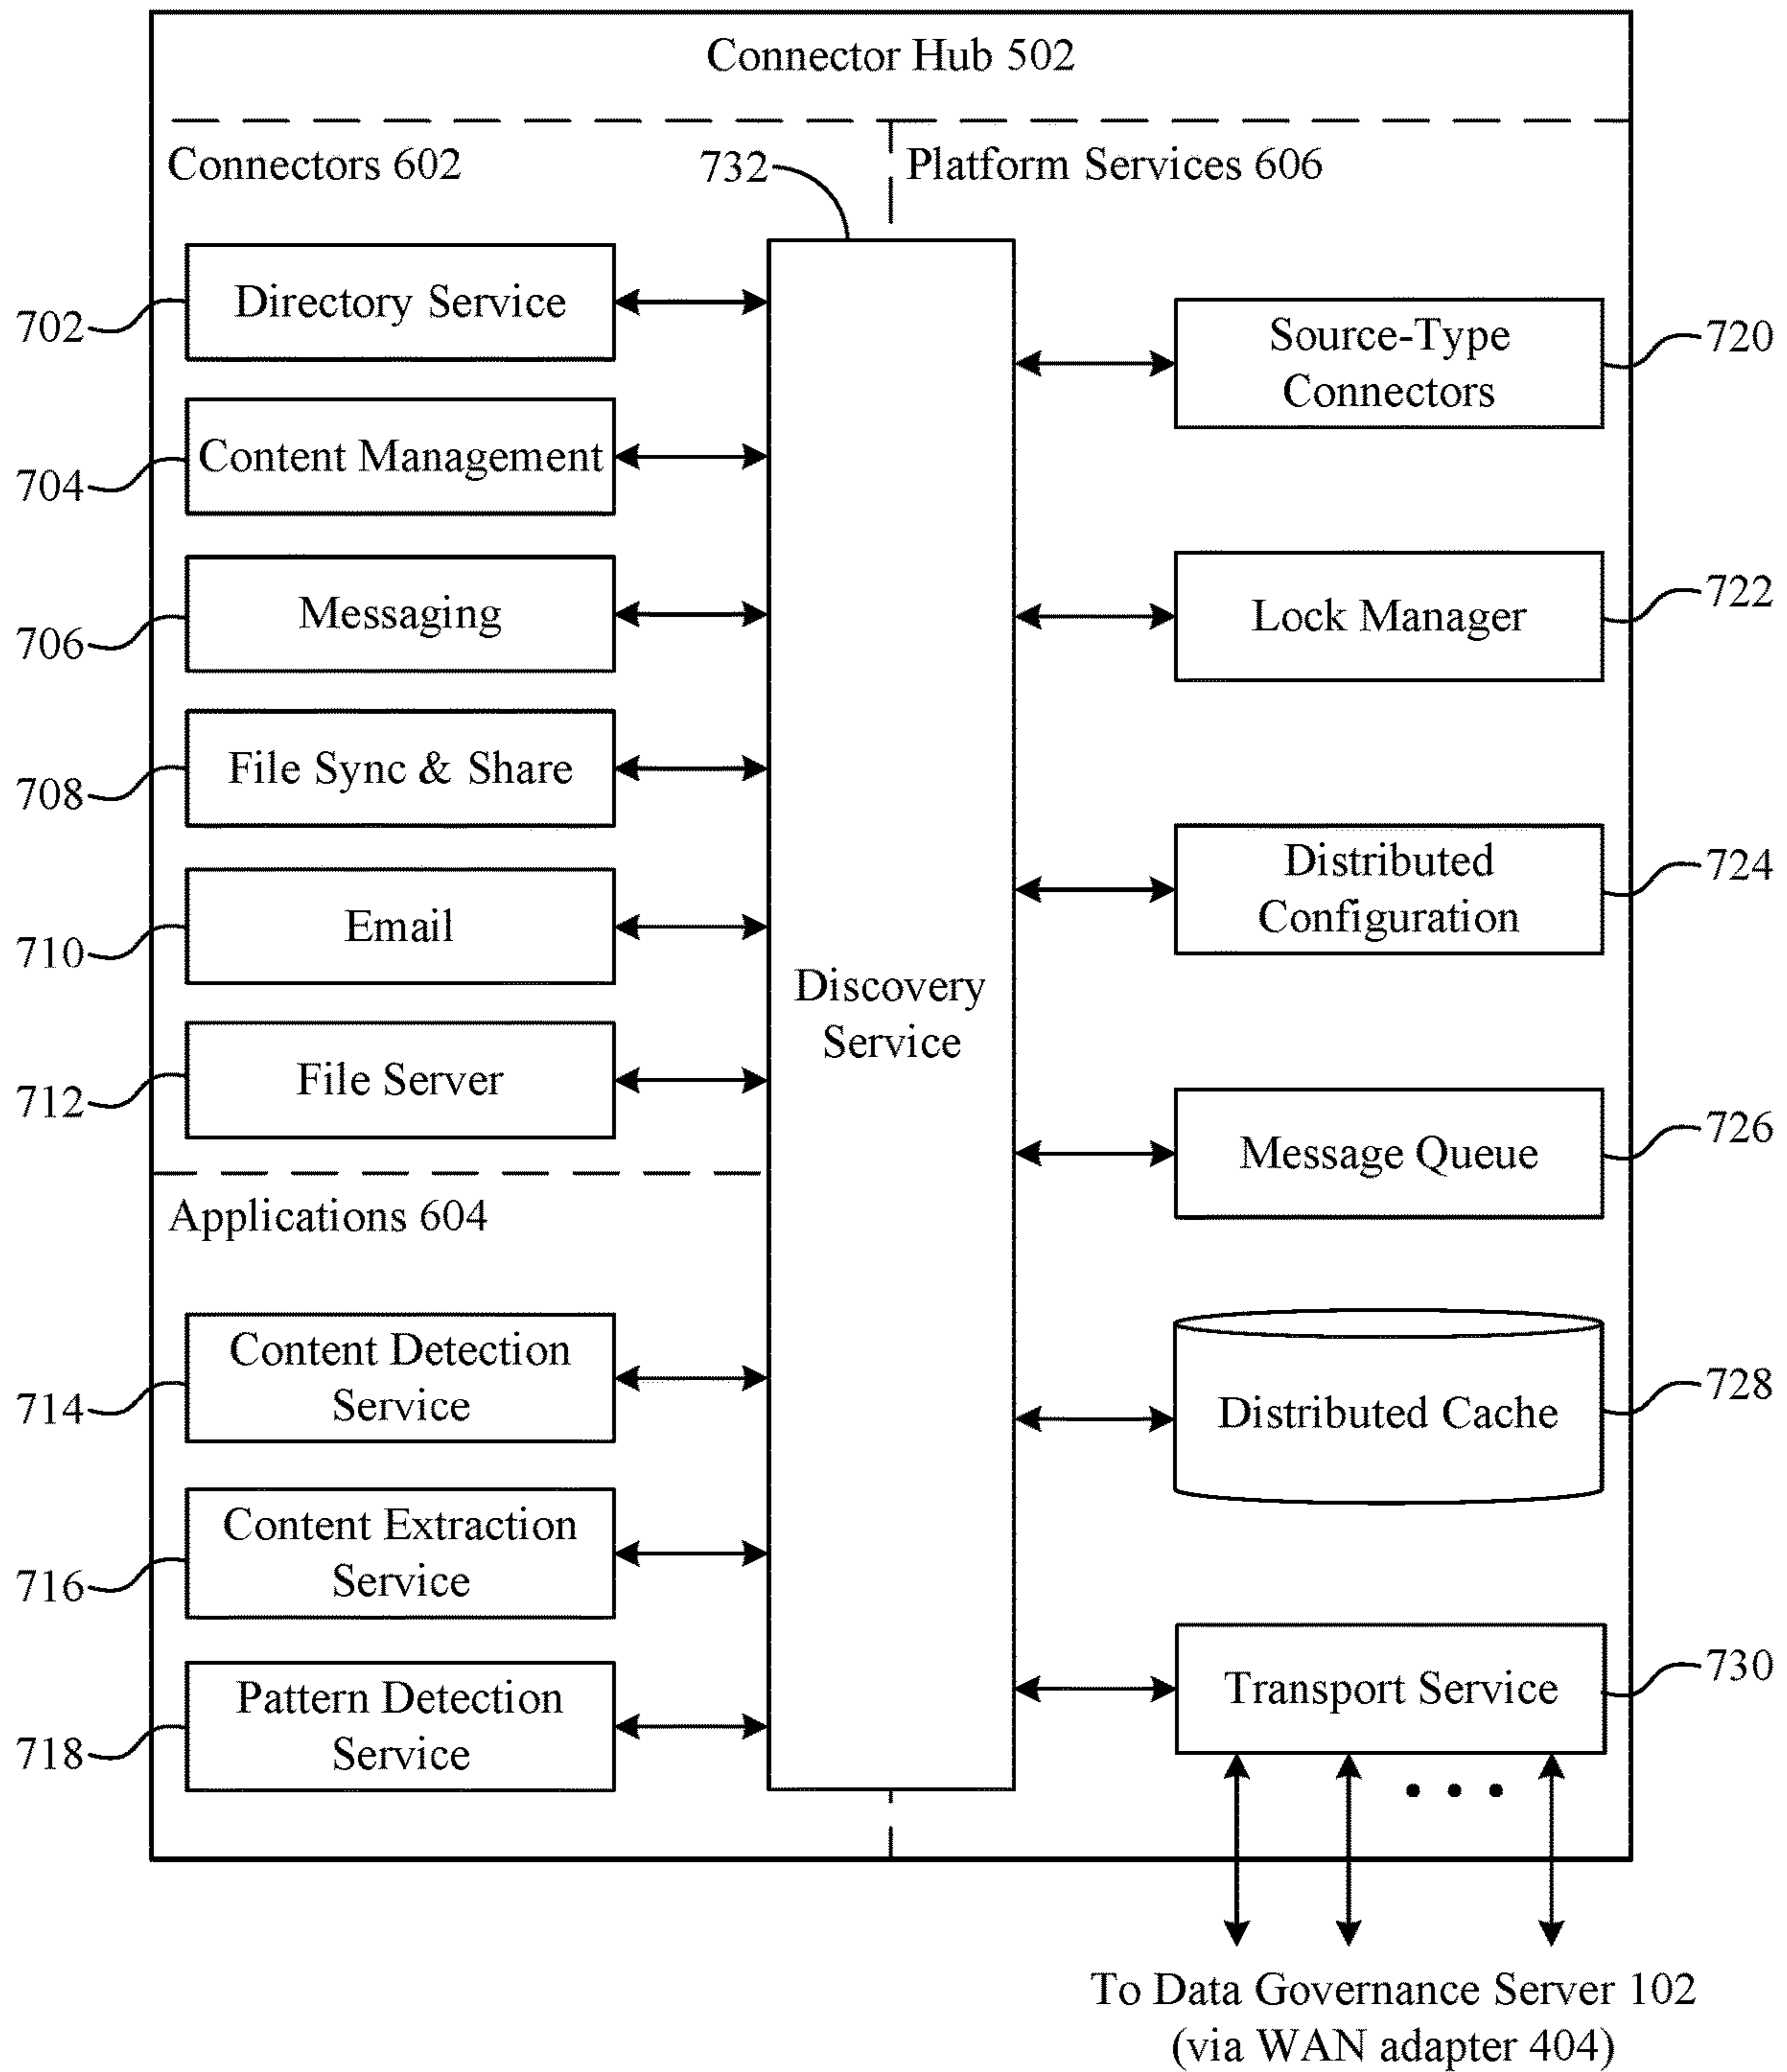 Connector Hub 502
Connectors 602
732
Platform Services 606
702
Directory Service
704
Content Management
706
Messaging
708
File Sync & Share
710
Email
712
File Server
Applications 604
714
Content Detection
Service
716
Content Extraction
Service
718
Pattern Detection
Service
Discovery
Service
Source-Type
Connectors
720
Lock Manager
722
Distributed
Configuration
724
Message Queue
726
Distributed Cache
728
Transport Service
730
• • •
To Data Governance Server 102
(via WAN adapter 404)